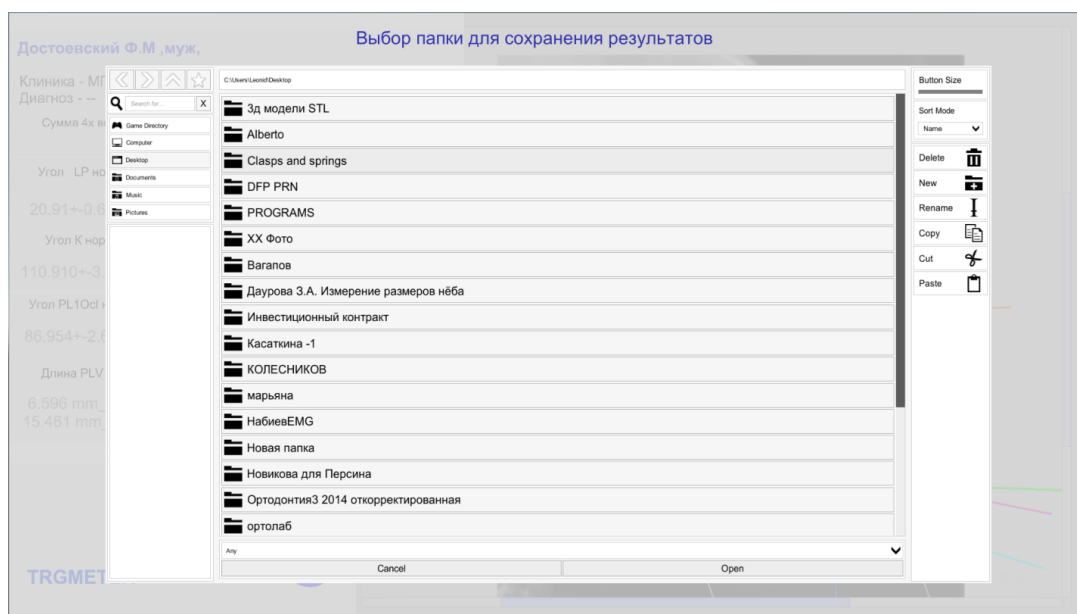 Выбор папки для сохранения результатов
Достоевский Ф.М ,муж,
Клиника - МГ
Диагноз - --
Сумма 4х
Угол LP но
20.91+-0.6
Угол К нор
110.910+-3.
Угол PL1Ocl
86.954+-2.6
Длина PLV
6.596 mm_
15.461 mm_
TRGMET
C:\Users\Leonid\Desktop
Search for...
X
Game Directory
Computer
Desktop
Documents
Music
Pictures
3д модели STL
Alberto
Clasps and springs
DFP PRN
PROGRAMS
XX Фото
Вагапов
Даурова З.А. Измерение размеров нёба
Инвестиционный контракт
Касаткина -1
КОЛЕСНИКОВ
марьяна
НабиевEMG
Новая папка
Новикова для Персина
Ортодонтия3 2014 откорректированная
ортолаб
Any
Cancel
Open
Button Size
Sort Mode
Name
Delete
New
Rename
Copy
Cut
Paste